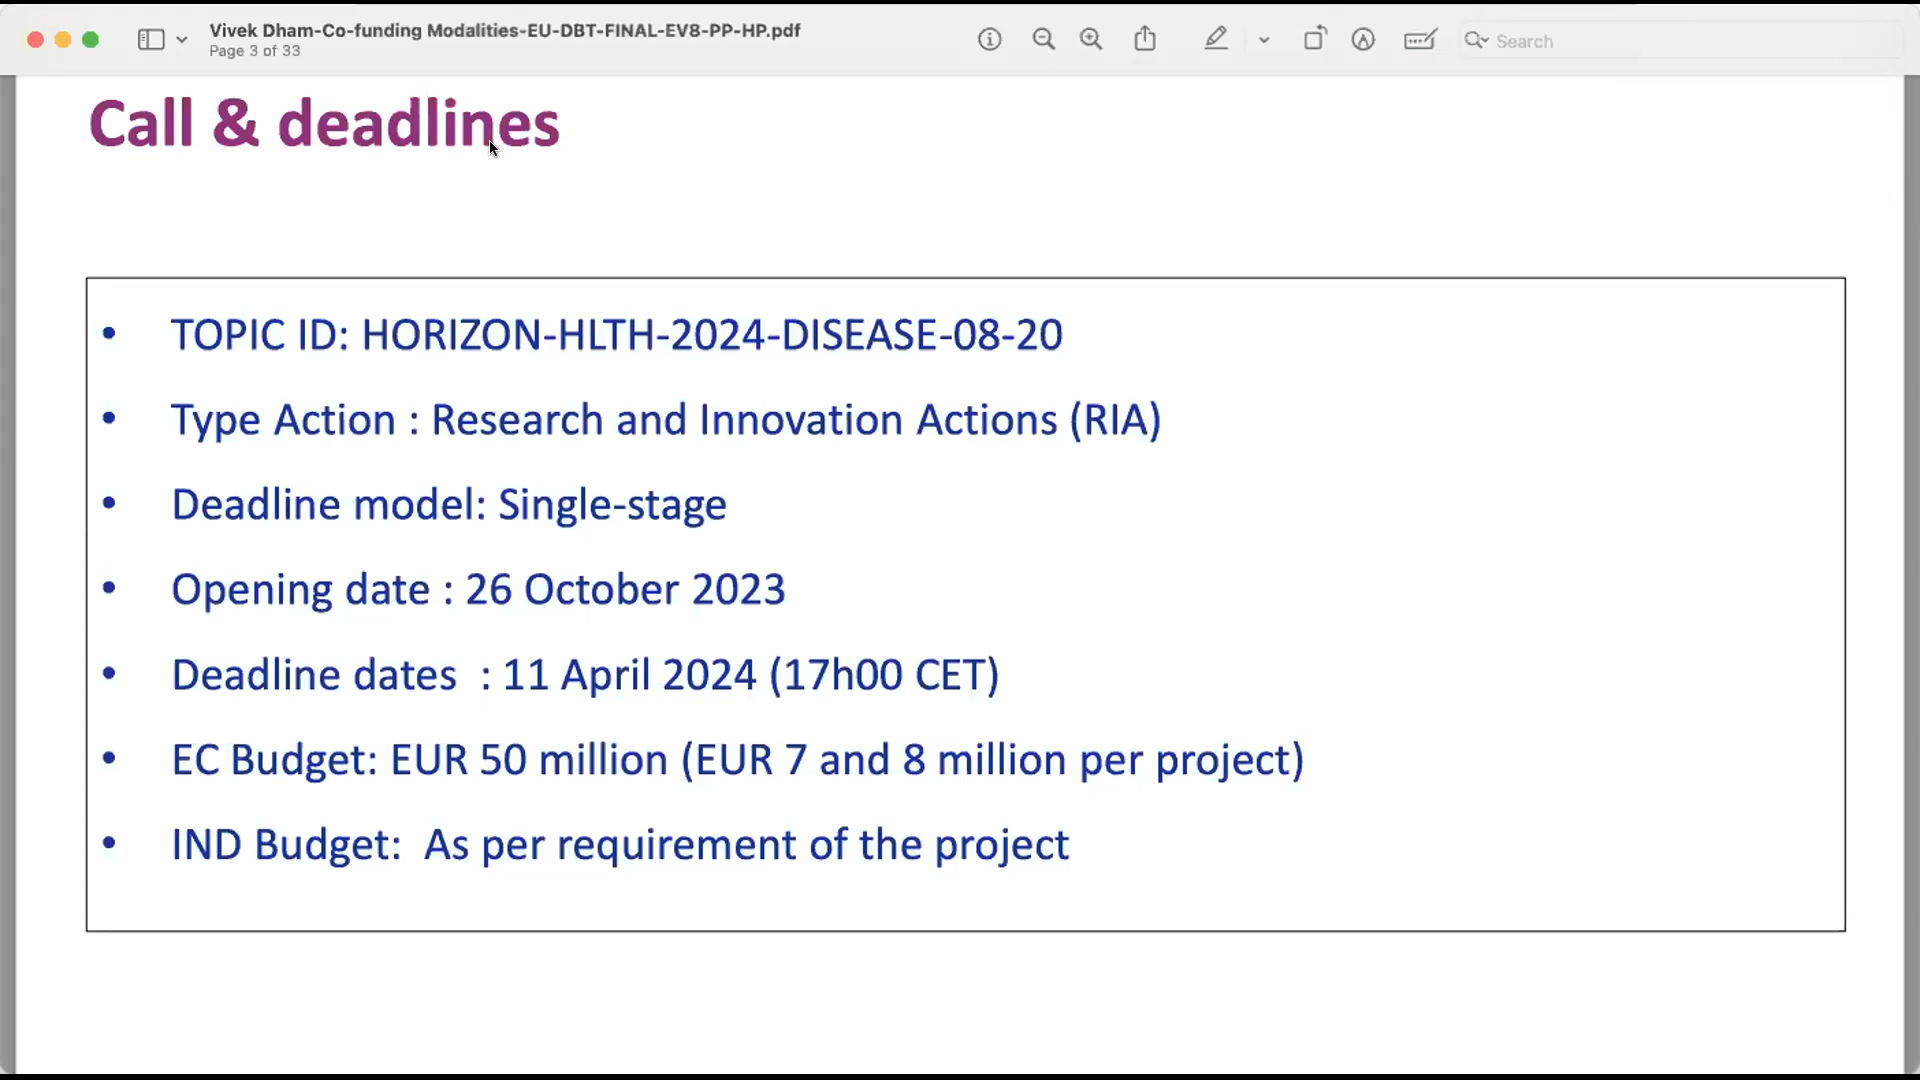 Vivek Dham-Co-funding Modalities-EU-DBT-FINAL-EV8-PP-HP.pdf
Page 3 of 33
Search
Call & deadlines
• TOPIC ID: HORIZON-HLTH-2024-DISEASE-08-20
• Type Action : Research and Innovation Actions (RIA)
• Deadline model: Single-stage
• Opening date : 26 October 2023
• Deadline dates  : 11 April 2024 (17h00 CET)
• EC Budget: EUR 50 million (EUR 7 and 8 million per project)
• IND Budget:  As per requirement of the project